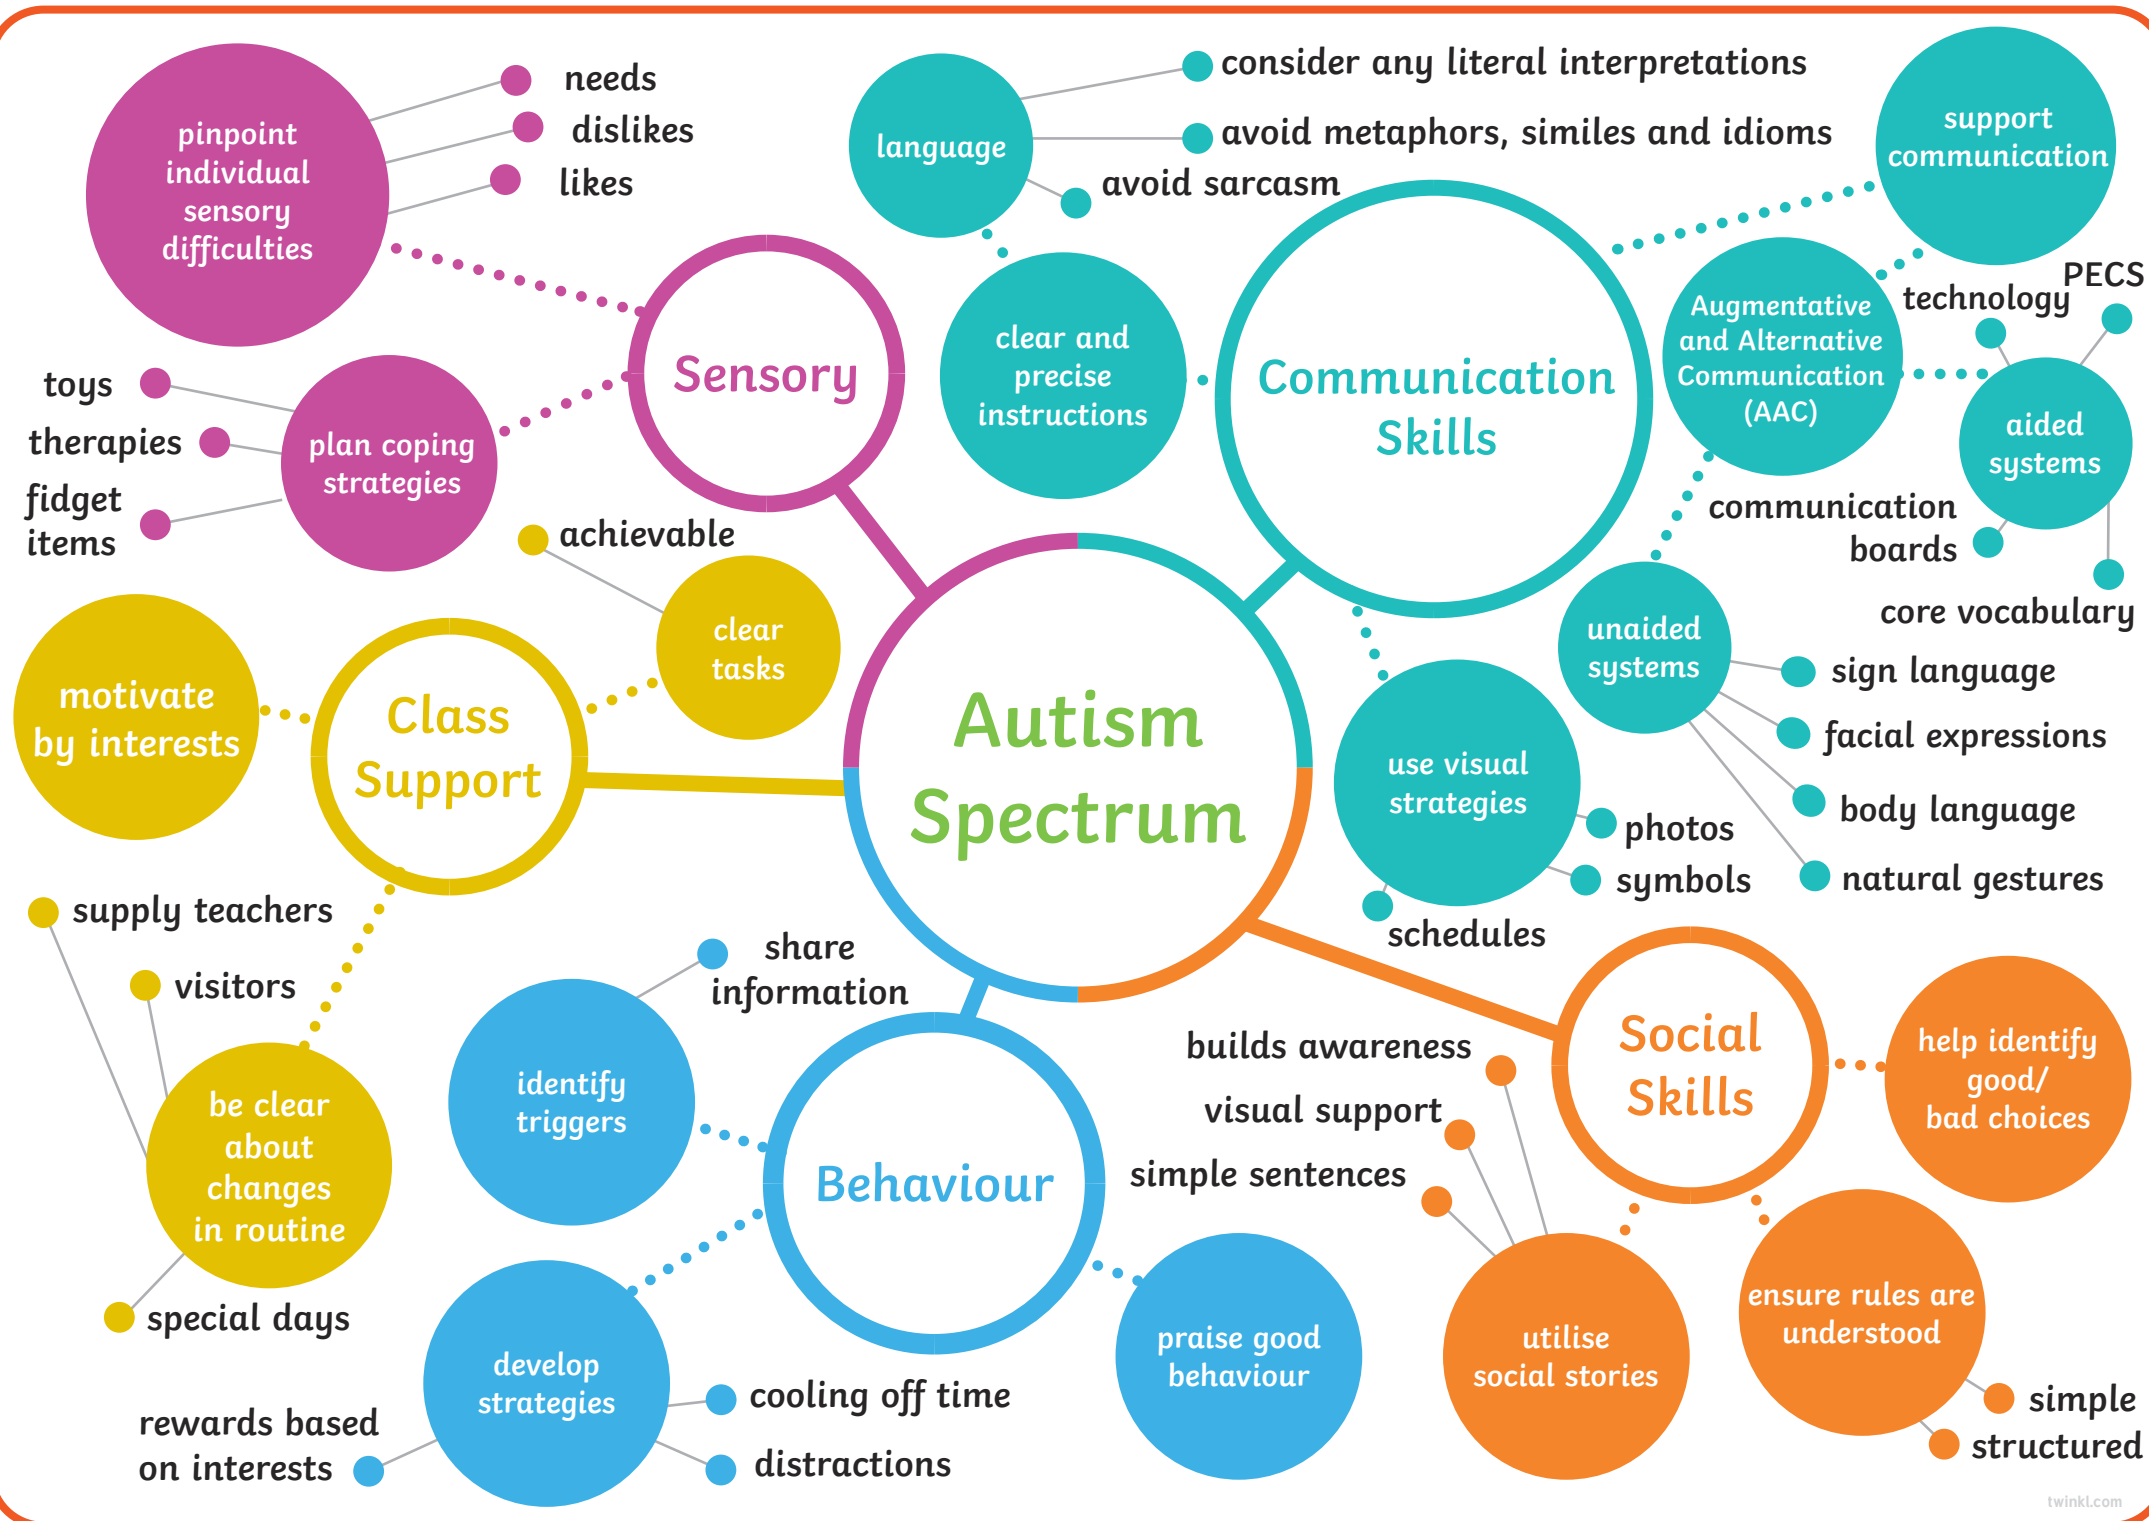 Autism
Spectrum
Sensory
pinpoint
individual
sensory
difficulties
needs
dislikes
likes
plan coping
strategies
toys
therapies
fidget
items
Communication
Skills
language
consider any literal interpretations
avoid metaphors, similes and idioms
avoid sarcasm
clear and
precise
instructions
support
communication
Augmentative
and Alternative
Communication
(AAC)
technology
PECS
aided
systems
communication
boards
core vocabulary
unaided
systems
sign language
facial expressions
body language
natural gestures
use visual
strategies
photos
symbols
schedules
Class
Support
achievable
clear
tasks
motivate
by interests
supply teachers
visitors
be clear
about
changes
in routine
special days
Behaviour
share
information
identify
triggers
develop
strategies
rewards based
on interests
cooling off time
distractions
praise good
behaviour
Social
Skills
help identify
good/
bad choices
builds awareness
visual support
simple sentences
utilise
social stories
ensure rules are
understood
simple
structured
twinkl.com